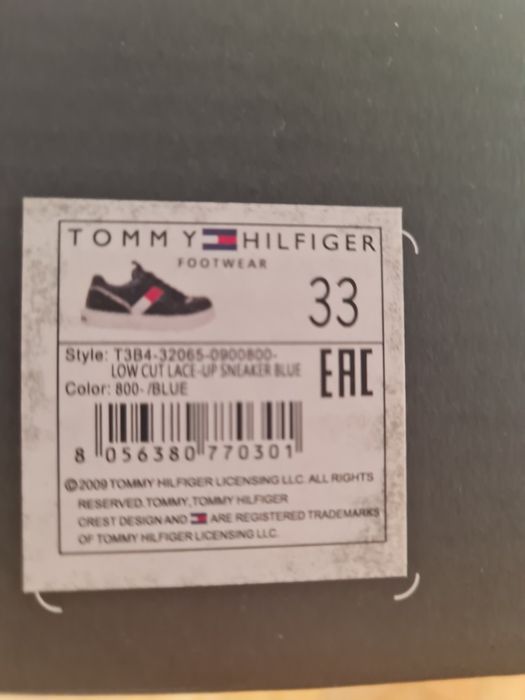 TOMMY HILFIGER
FOOTWEAR
33
Style: T3B4-32065-0900800-
LOW CUT LACE-UP SNEAKER BLUE
Color: 800-/BLUE
EAC
8 056380 770301
©2009 TOMMY HILFIGER LICENSING LLC. ALL RIGHTS
RESERVED.TOMMY,TOMMY HILFIGER
CREST DESIGN AND ARE REGISTERED TRADEMARKS
OF TOMMY HILFIGER LICENSING LLC